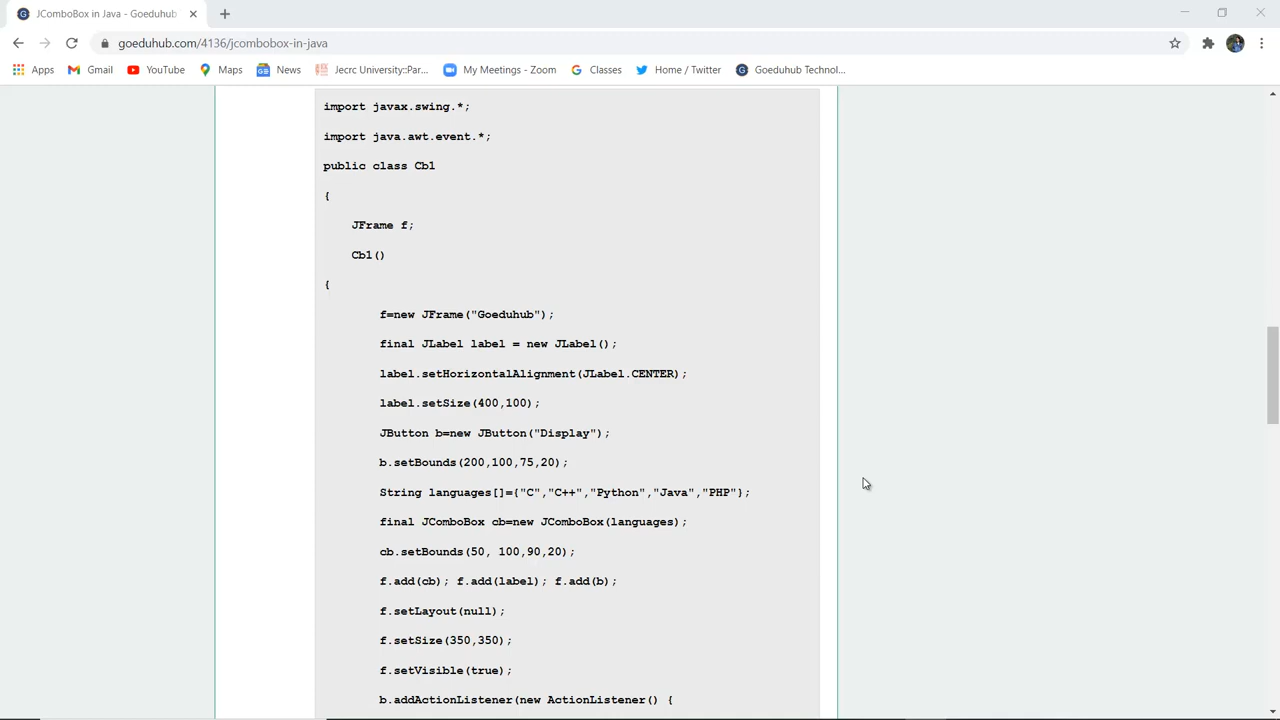 JComboBox in Java - Goeduhub
goeduhub.com/4136/jcombobox-in-java
Apps Gmail YouTube Maps News Jecrc University::Par... My Meetings - Zoom Classes Home / Twitter Goeduhub Technol...
import javax.swing.*;
import java.awt.event.*;
public class Cb1
{
JFrame f;
Cb1()
{
f=new JFrame("Goeduhub");
final JLabel label = new JLabel();
label.setHorizontalAlignment(JLabel.CENTER);
label.setSize(400,100);
JButton b=new JButton("Display");
b.setBounds(200,100,75,20);
String languages[]={"C","C++","Python","Java","PHP"};
final JComboBox cb=new JComboBox(languages);
cb.setBounds(50, 100,90,20);
f.add(cb); f.add(label); f.add(b);
f.setLayout(null);
f.setSize(350,350);
f.setVisible(true);
b.addActionListener(new ActionListener() {